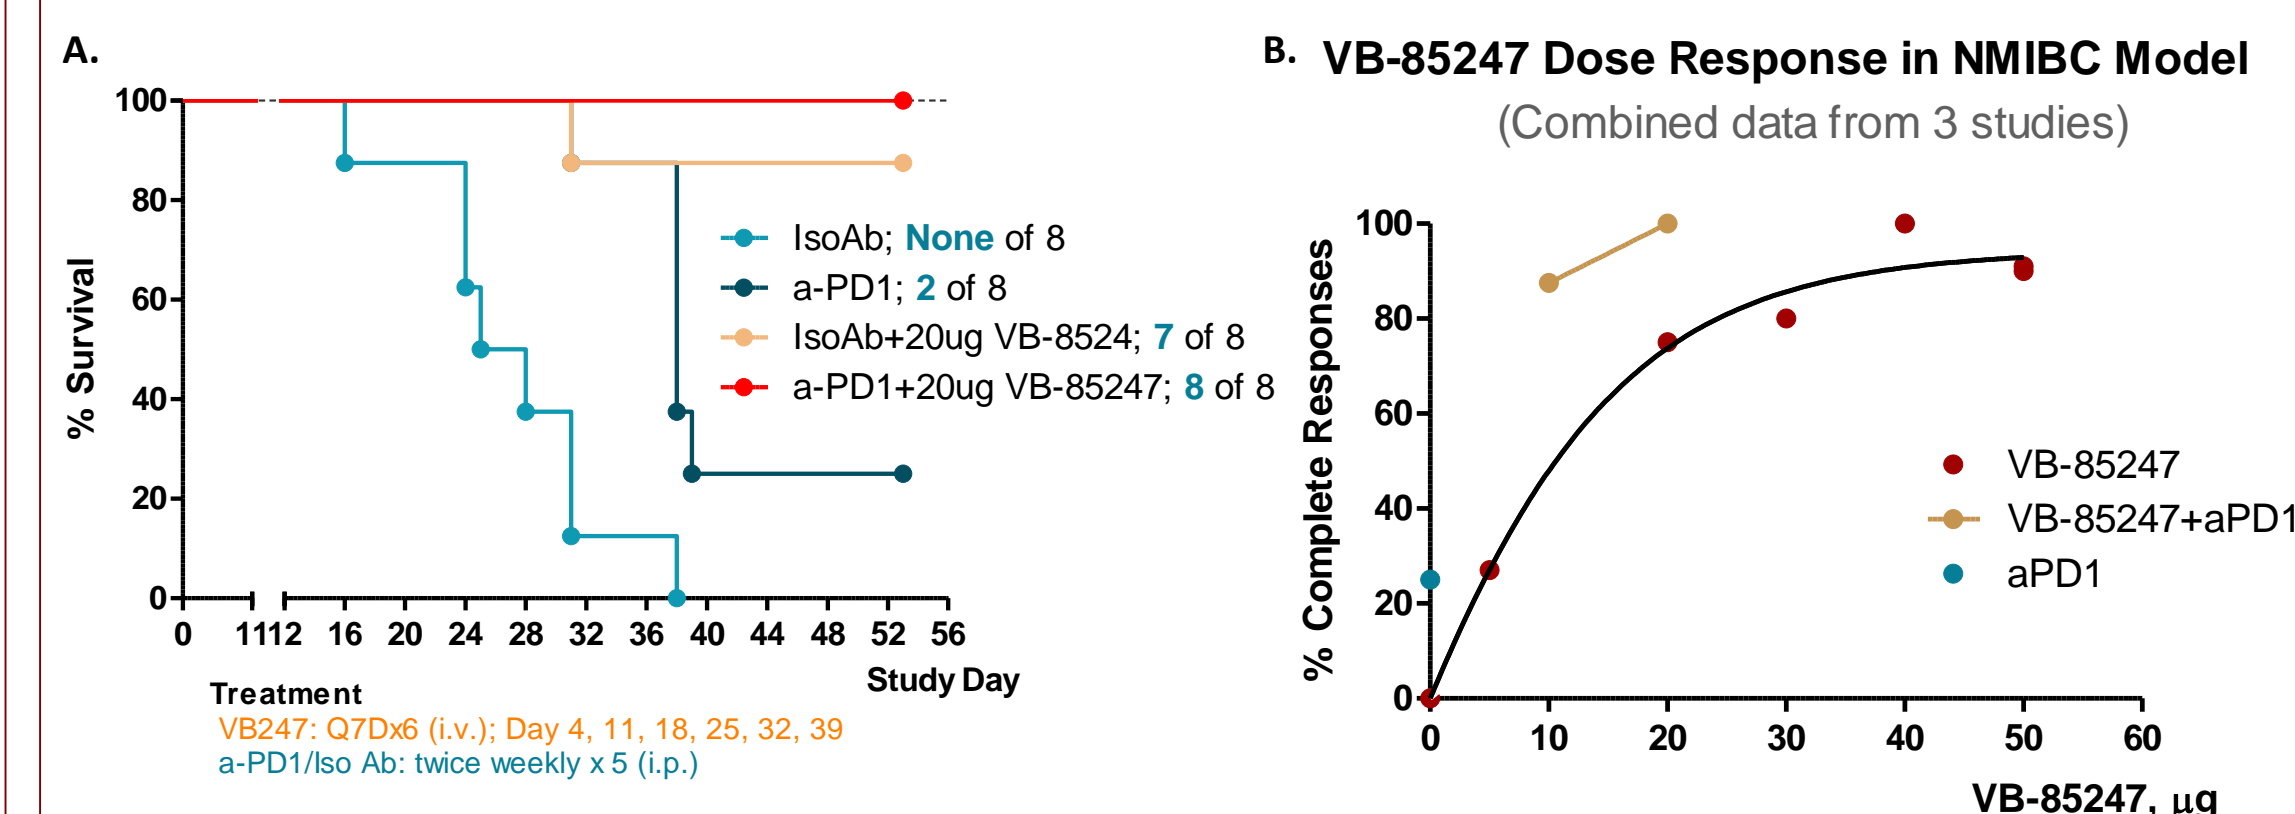 A.
100
80
60
40
20
0
% Survival
0 11 12 16 20 24 28 32 36 40 44 48 52 56
Study Day
IsoAb; None of 8
a-PD1; 2 of 8
IsoAb+20ug VB-8524; 7 of 8
a-PD1+20ug VB-85247; 8 of 8
Treatment
VB247: Q7Dx6 (i.v.); Day 4, 11, 18, 25, 32, 39
a-PD1/Iso Ab: twice weekly x 5 (i.p.)
B. VB-85247 Dose Response in NMIBC Model
(Combined data from 3 studies)
100
80
60
40
20
0
% Complete Responses
VB-85247
VB-85247+aPD1
aPD1
0 10 20 30 40 50 60
VB-85247, μg